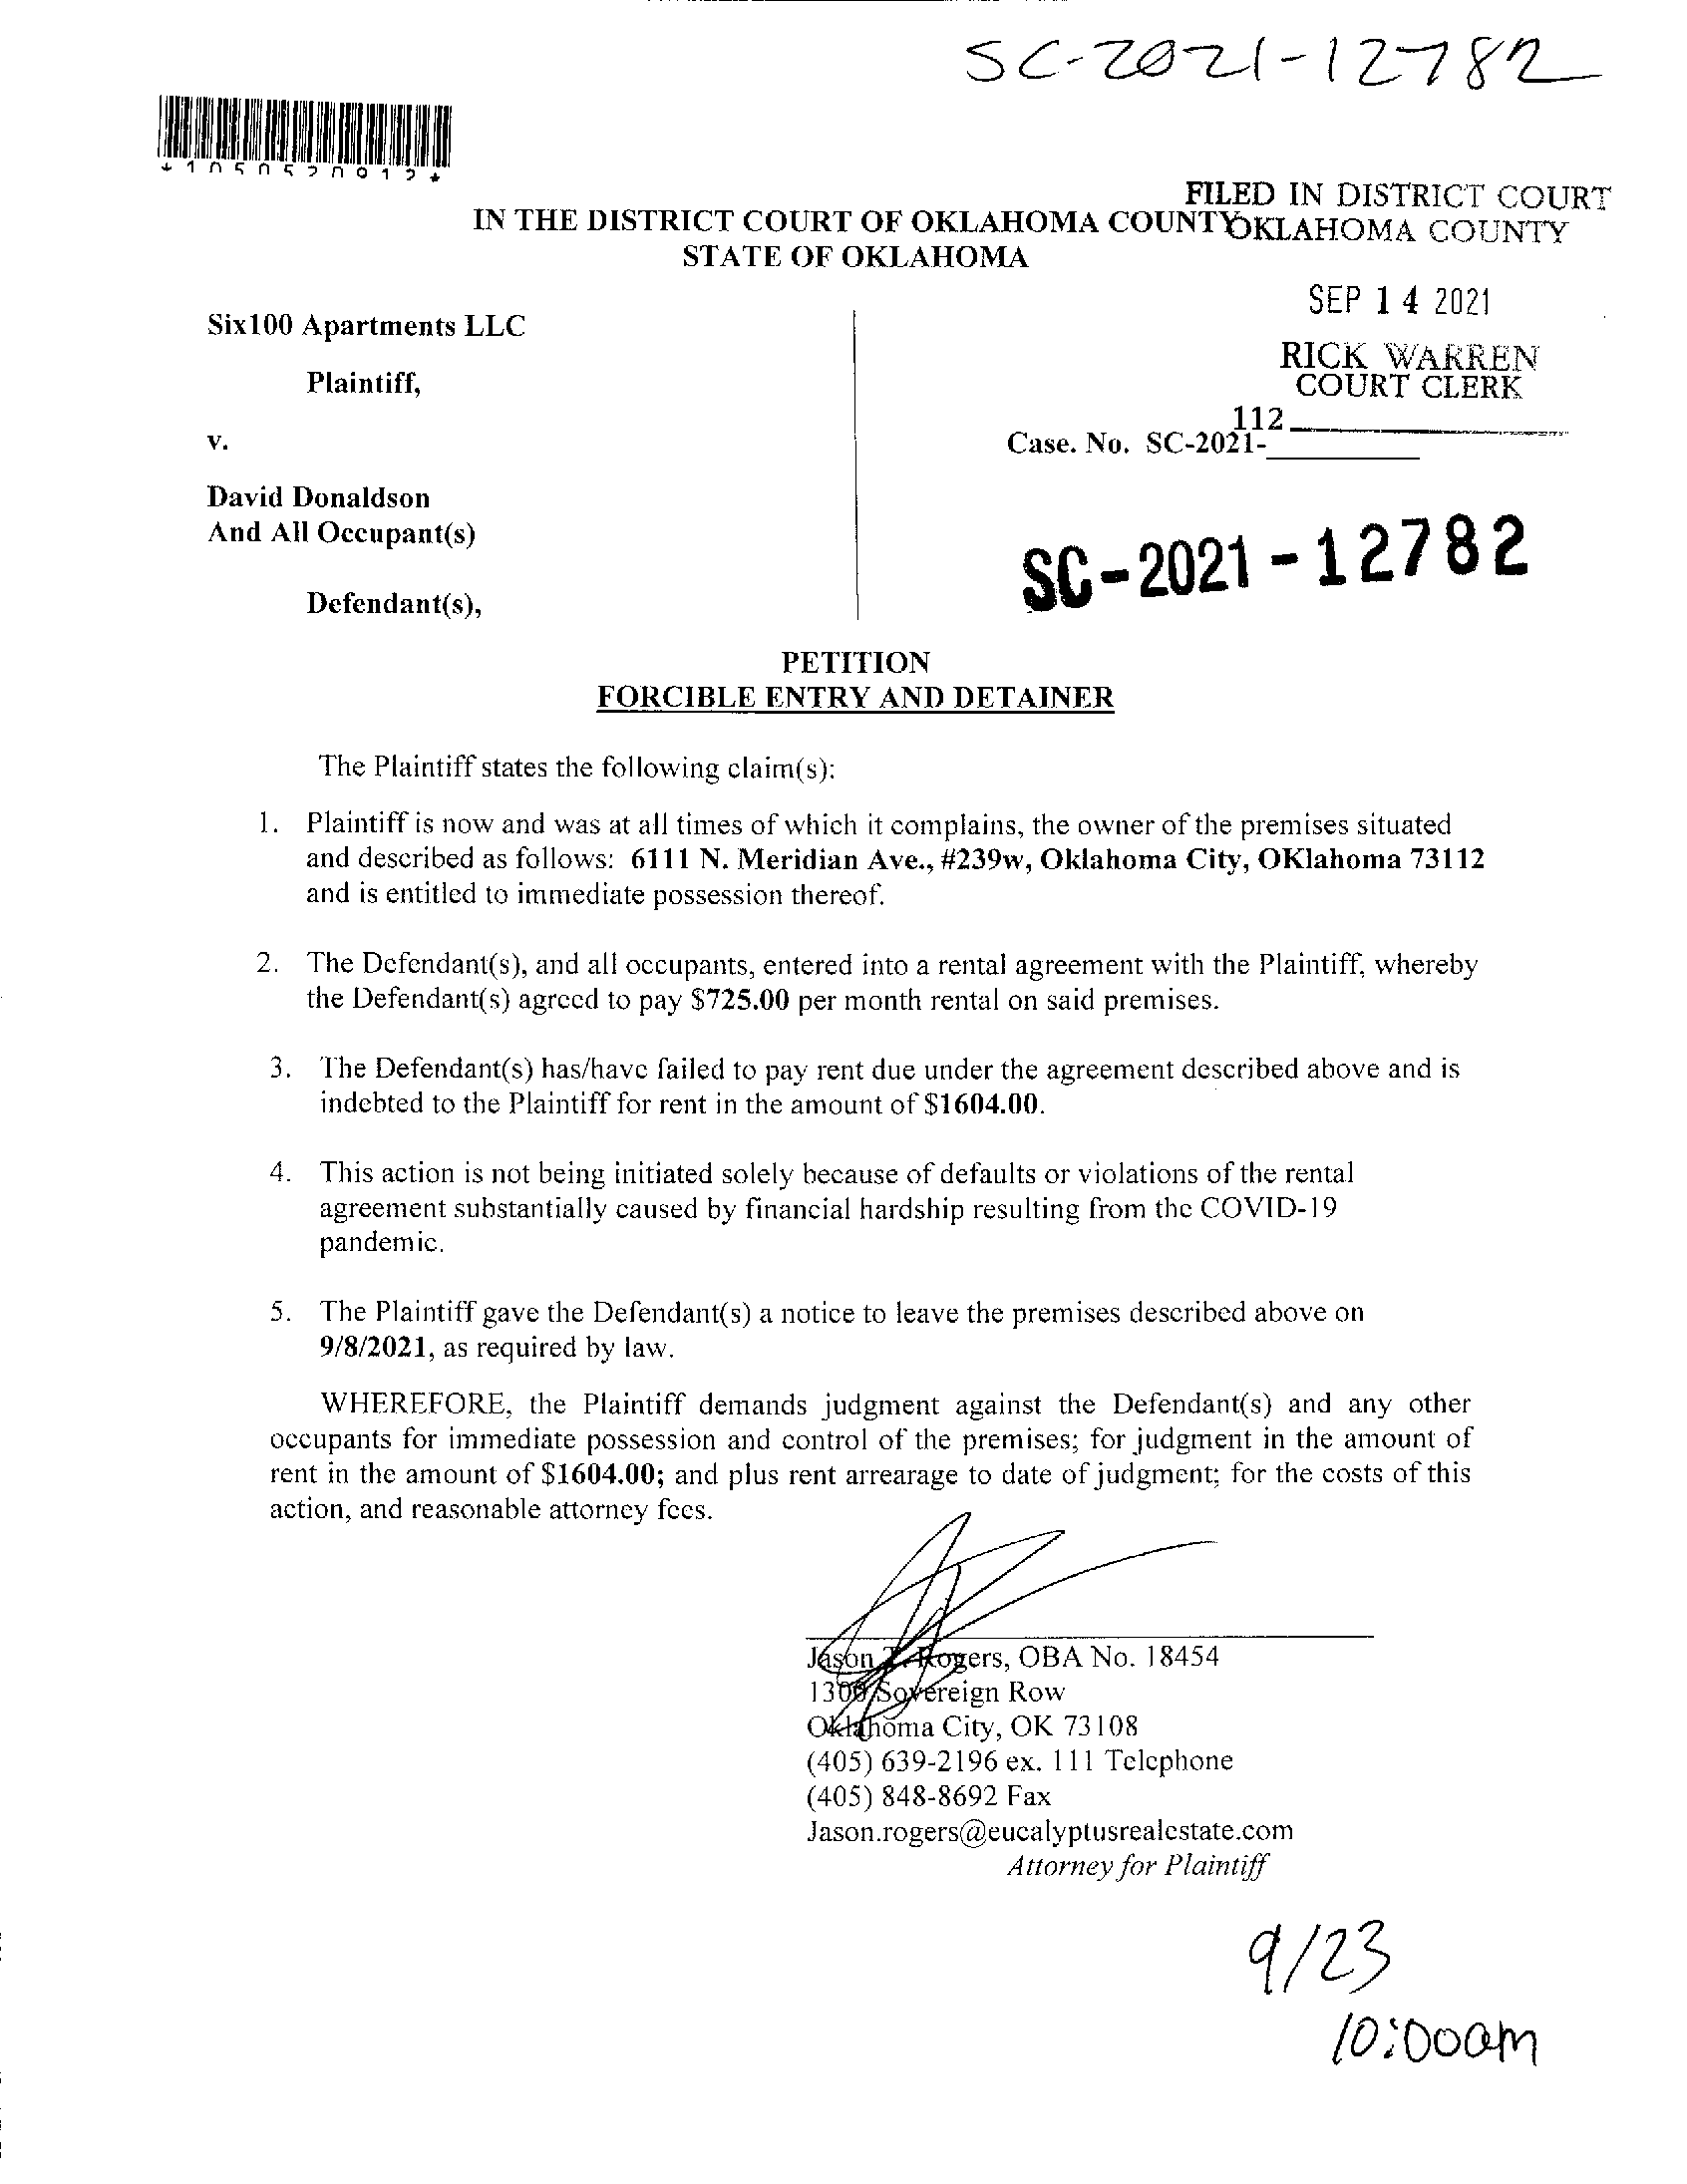 SC-2021-12782
*1050520912*
FILED IN DISTRICT COURT
OKLAHOMA COUNTY
IN THE DISTRICT COURT OF OKLAHOMA COUNTY
STATE OF OKLAHOMA
SEP 14 2021
RICK WARREN
COURT CLERK
112
Six100 Apartments LLC
Plaintiff,
v.
Case. No. SC-2021-
David Donaldson
And All Occupant(s)
SC-2021-12782
Defendant(s),
PETITION
FORCIBLE ENTRY AND DETAINER
The Plaintiff states the following claim(s):
1. Plaintiff is now and was at all times of which it complains, the owner of the premises situated
and described as follows: 6111 N. Meridian Ave., #239w, Oklahoma City, OKlahoma 73112
and is entitled to immediate possession thereof.
2. The Defendant(s), and all occupants, entered into a rental agreement with the Plaintiff, whereby
the Defendant(s) agreed to pay $725.00 per month rental on said premises.
3. The Defendant(s) has/have failed to pay rent due under the agreement described above and is
indebted to the Plaintiff for rent in the amount of $1604.00.
4. This action is not being initiated solely because of defaults or violations of the rental
agreement substantially caused by financial hardship resulting from the COVID-19
pandemic.
5. The Plaintiff gave the Defendant(s) a notice to leave the premises described above on
9/8/2021, as required by law.
WHEREFORE, the Plaintiff demands judgment against the Defendant(s) and any other
occupants for immediate possession and control of the premises; for judgment in the amount of
rent in the amount of $1604.00; and plus rent arrearage to date of judgment; for the costs of this
action, and reasonable attorney fees.
Jason Rogers, OBA No. 18454
1300 Sovereign Row
Oklahoma City, OK 73108
(405) 639-2196 ex. 111 Telephone
(405) 848-8692 Fax
Jason.rogers@eucalyptusrealestate.com
Attorney for Plaintiff
9/23
10:00am